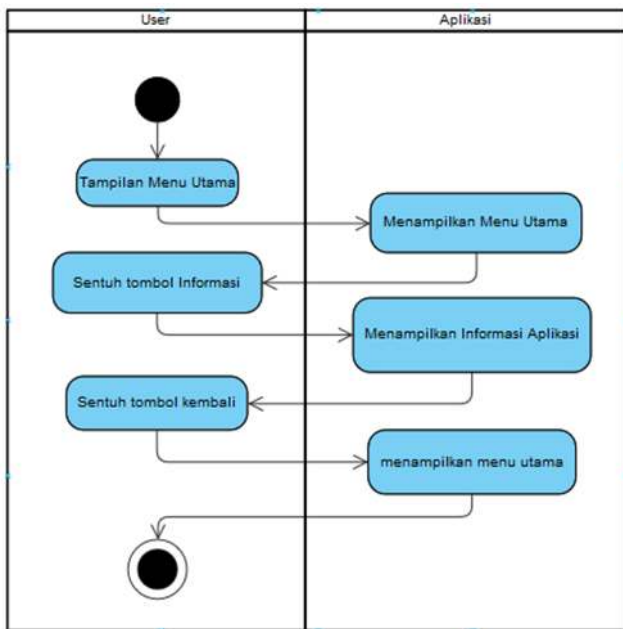 User
Aplikasi
Tampilan Menu Utama
Menampilkan Menu Utama
Sentuh tombol Informasi
Menampilkan Informasi Aplikasi
Sentuh tombol kembali
menampilkan menu utama